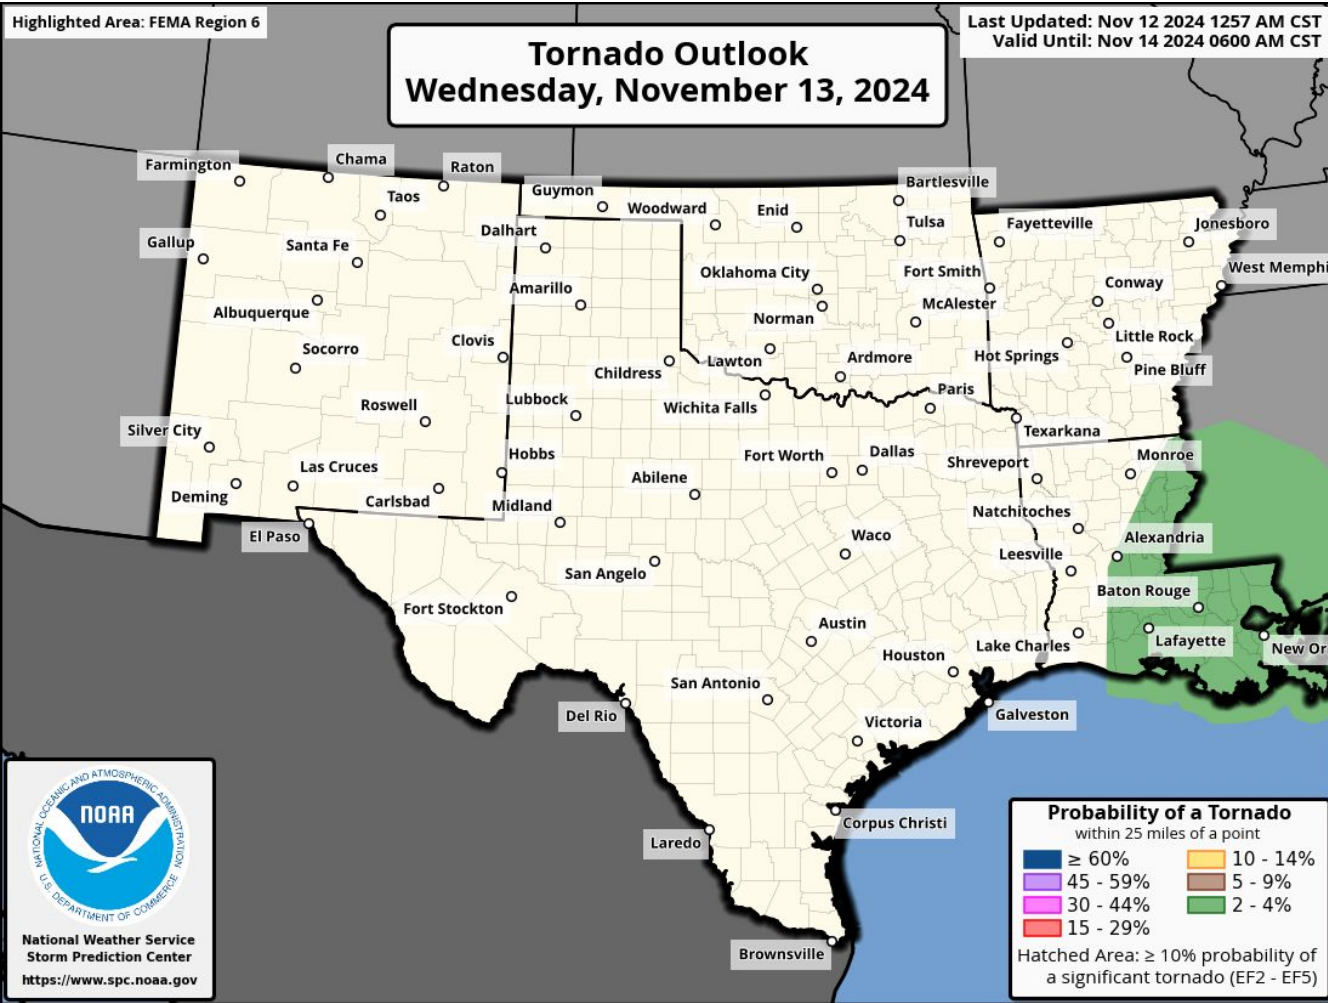 Highlighted Area: FEMA Region 6
Last Updated: Nov 12 2024 1257 AM CST
Valid Until: Nov 14 2024 0600 AM CST
Tornado Outlook
Wednesday, November 13, 2024
Farmington
Chama
Raton
Taos
Guymon
Woodward
Enid
Bartlesville
Tulsa
Fayetteville
Jonesboro
Gallup
Santa Fe
Dalhart
Oklahoma City
Fort Smith
West Memphi
Amarillo
Conway
Albuquerque
Norman
McAlester
Socorro
Clovis
Little Rock
Childress
Lawton
Ardmore
Hot Springs
Pine Bluff
Roswell
Lubbock
Wichita Falls
Paris
Silver City
Texarkana
Las Cruces
Hobbs
Fort Worth
Dallas
Shreveport
Monroe
Deming
Carlsbad
Abilene
Midland
Natchitoches
El Paso
Waco
Alexandria
San Angelo
Leesville
Fort Stockton
Baton Rouge
Austin
Lake Charles
Lafayette
New Or
Houston
San Antonio
Del Rio
Galveston
Victoria
Laredo
Corpus Christi
Brownsville
NATIONAL OCEANIC AND ATMOSPHERIC ADMINISTRATION
NOAA
U.S. DEPARTMENT OF COMMERCE
National Weather Service
Storm Prediction Center
https://www.spc.noaa.gov
Probability of a Tornado
within 25 miles of a point
≥ 60%
45 - 59%
30 - 44%
15 - 29%
10 - 14%
5 - 9%
2 - 4%
Hatched Area: ≥ 10% probability of
a significant tornado (EF2 - EF5)